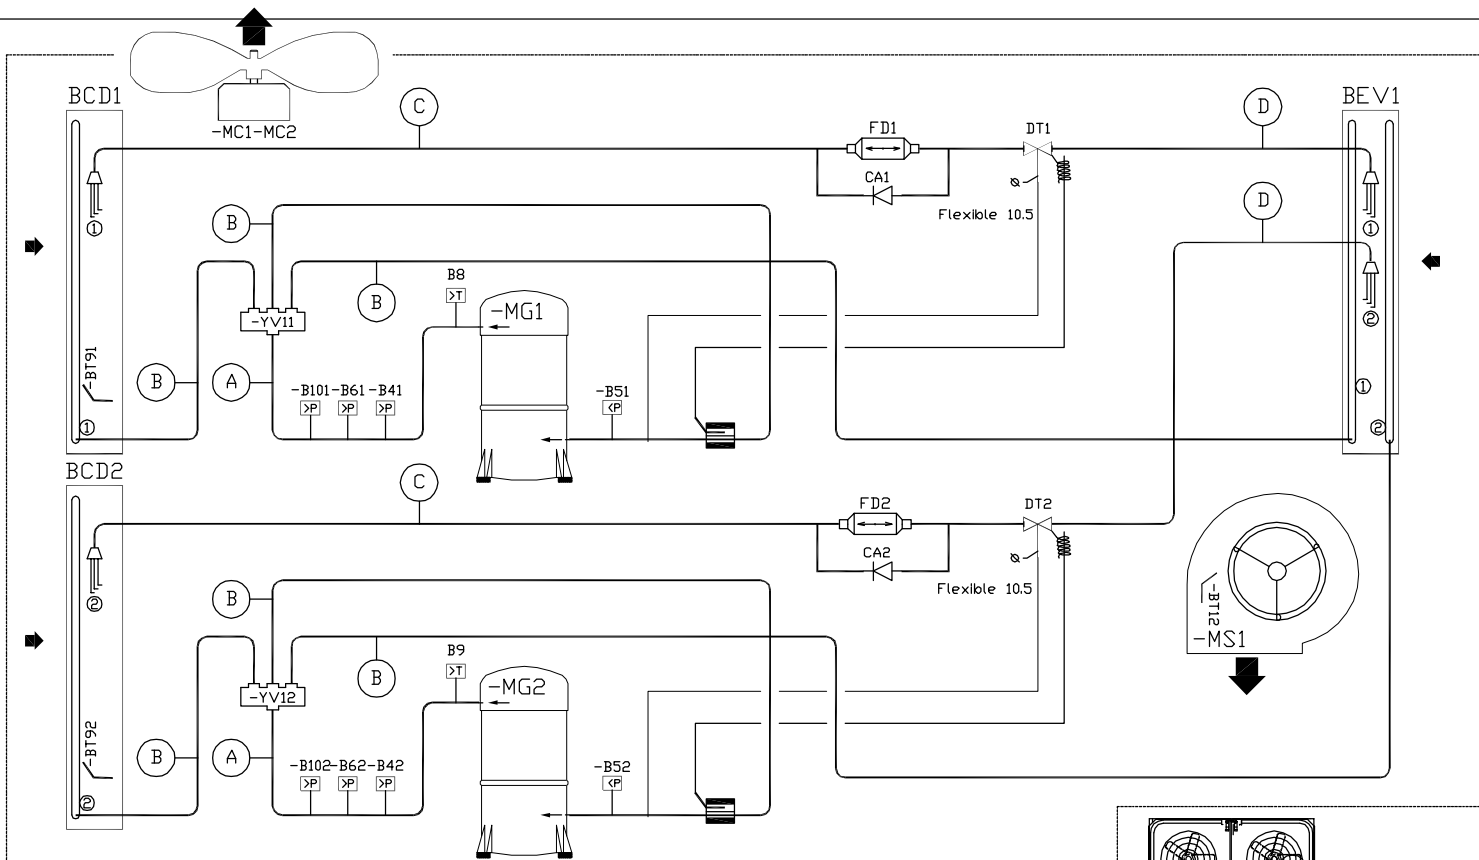 BCD1
-MC1-MC2
C
D
BEV1
FD1
DT1
CA1
Ø
Flexible 10.5
D
B
1
1
B8
>T
B
2
-YV11
-MG1
-BT91
B
A
-B101
-B61
-B41
-B51
>P
>P
>P
<P
1
1
2
BCD2
C
FD2
DT2
CA2
Ø
Flexible 10.5
B
2
-BT12
-MS1
B9
>T
B
-YV12
-MG2
-BT92
B
A
-B102
-B62
-B42
-B52
>P
>P
>P
<P
2